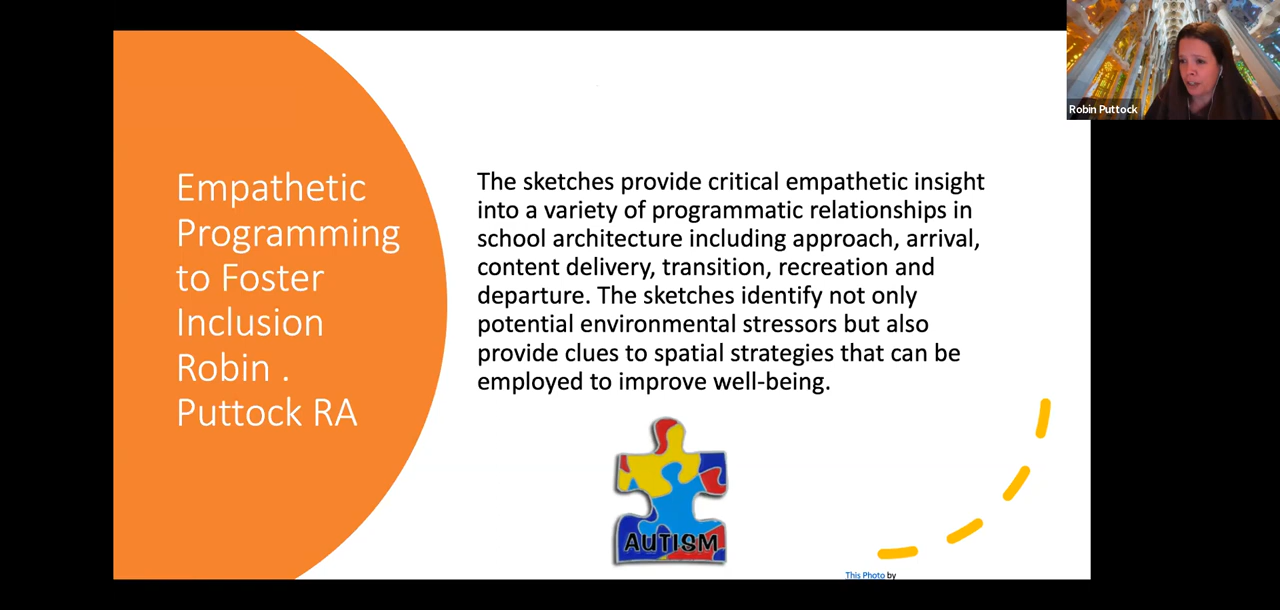 Robin Puttock
Empathetic
Programming
to Foster
Inclusion
Robin .
Puttock RA
The sketches provide critical empathetic insight
into a variety of programmatic relationships in
school architecture including approach, arrival,
content delivery, transition, recreation and
departure. The sketches identify not only
potential environmental stressors but also
provide clues to spatial strategies that can be
employed to improve well-being.
AUTISM
This Photo by